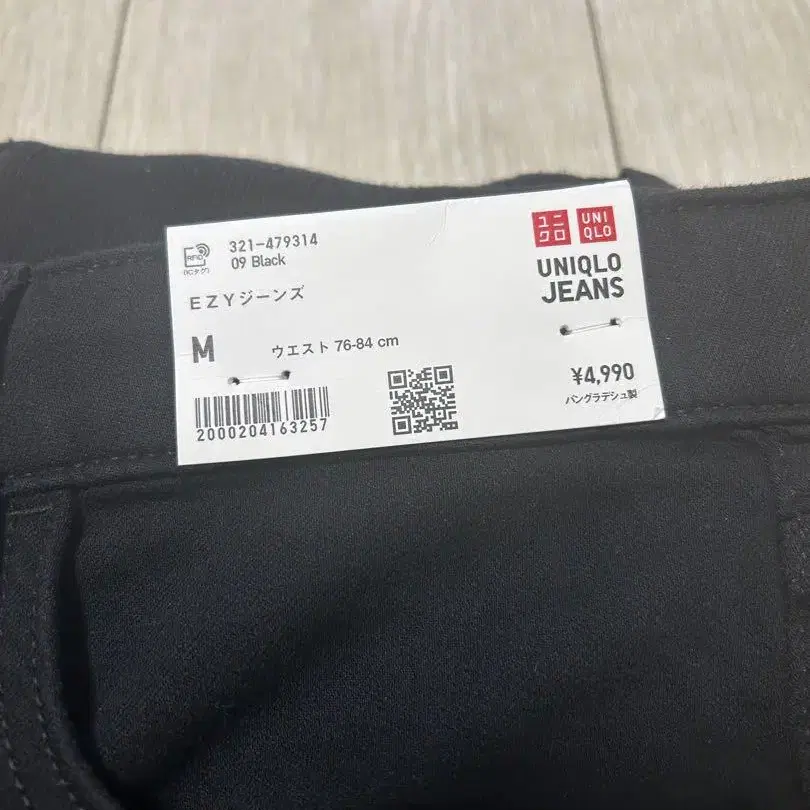 RFID
(ICタグ)
321-479314
09 Black
EZYジーンズ
M
ウエスト 76-84 cm
2000204163257
ユニ
クロ
UNI
QLO
UNIQLO
JEANS
¥4,990
バングラデシュ製